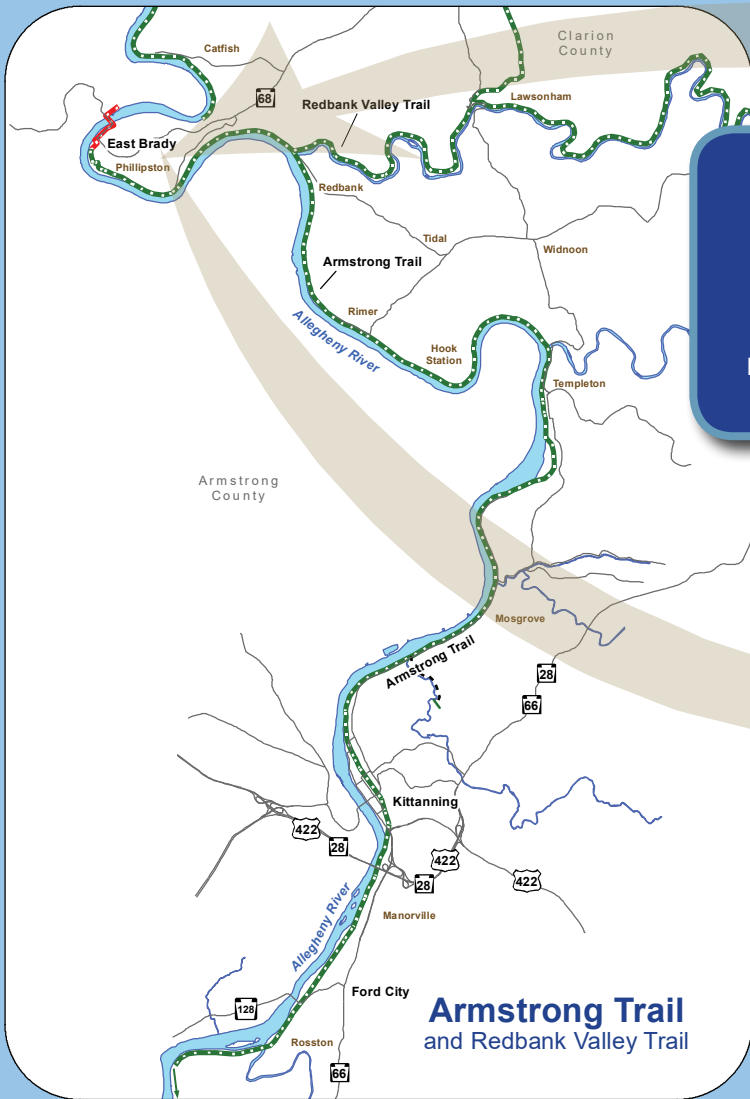 Clarion
County
Catfish
68
Lawsonham
Redbank Valley Trail
East Brady
Phillipston
Redbank
Tidal
Widnoon
Armstrong Trail
Rimer
Allegheny River
Hook
Station
Templeton
Armstrong
County
Mosgrove
Armstrong Trail
28
66
Kittanning
422
28
422
28
422
Manorville
Allegheny River
Ford City
128
Armstrong Trail
and Redbank Valley Trail
Rosston
66